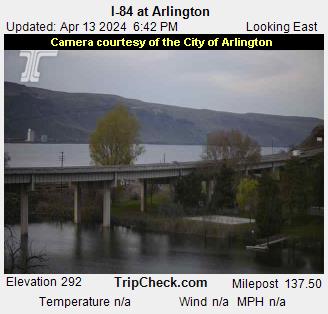 I-84 at Arlington
Updated: Apr 13 2024 6:42 PM Looking East
Camera courtesy of the City of Arlington
Elevation 292 TripCheck.com Milepost 137.50
Temperature n/a Wind n/a MPH n/a